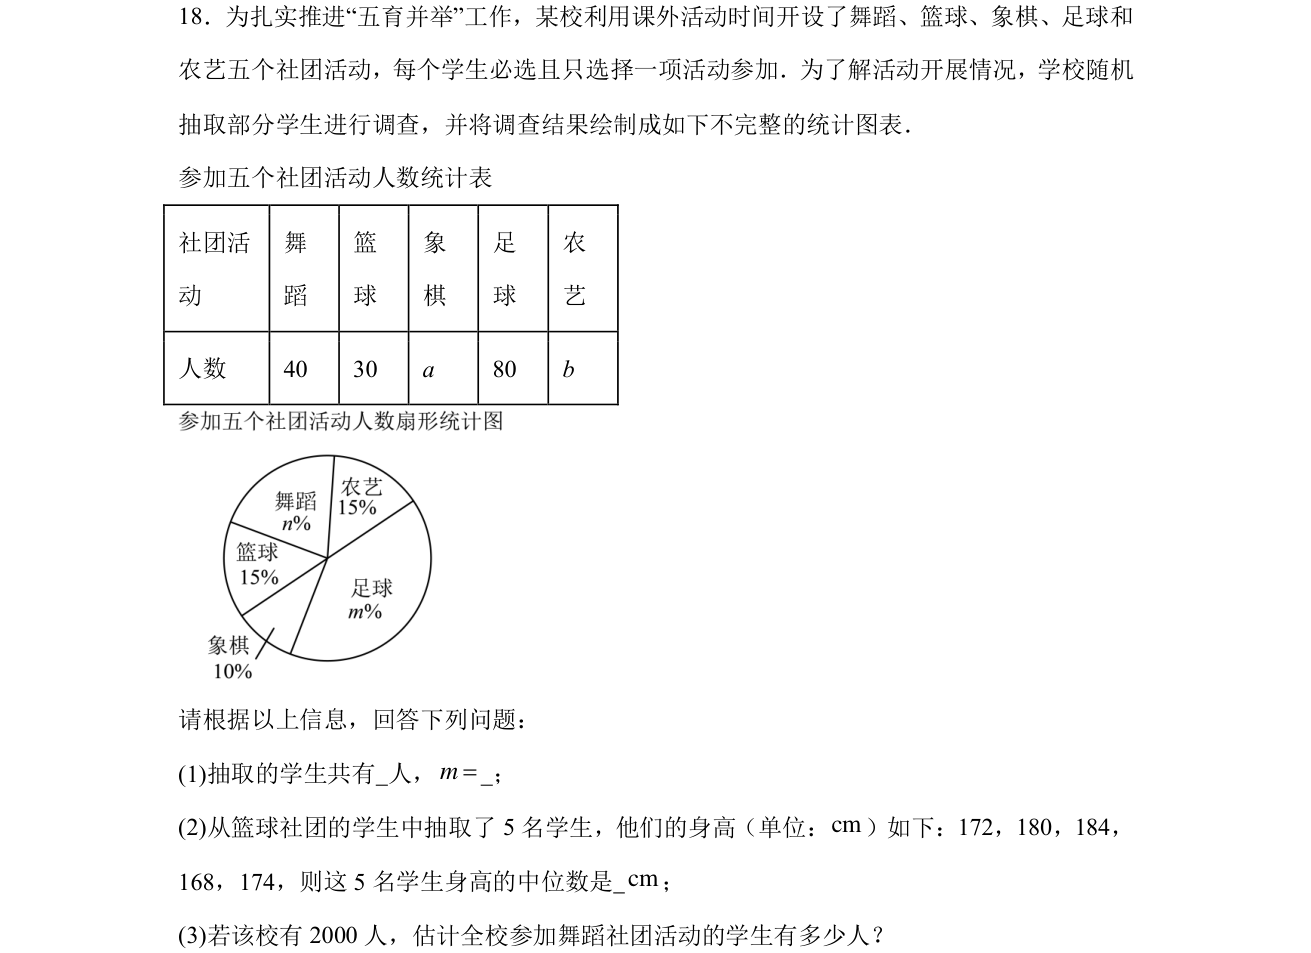 18．为扎实推进“五育并举”工作，某校利用课外活动时间开设了舞蹈、篮球、象棋、足球和
农艺五个社团活动，每个学生必选且只选择一项活动参加．为了解活动开展情况，学校随机
抽取部分学生进行调查，并将调查结果绘制成如下不完整的统计图表．
参加五个社团活动人数统计表
社团活动 舞蹈 篮球 象棋 足球 农艺
人数 40 30 a 80 b
参加五个社团活动人数扇形统计图
农艺
15%
舞蹈
n%
篮球
15%
足球
m%
象棋
10%
请根据以上信息，回答下列问题：
(1)抽取的学生共有_人，m=_；
(2)从篮球社团的学生中抽取了 5 名学生，他们的身高（单位：cm）如下：172，180，184，
168，174，则这 5 名学生身高的中位数是_cm；
(3)若该校有 2000 人，估计全校参加舞蹈社团活动的学生有多少人？